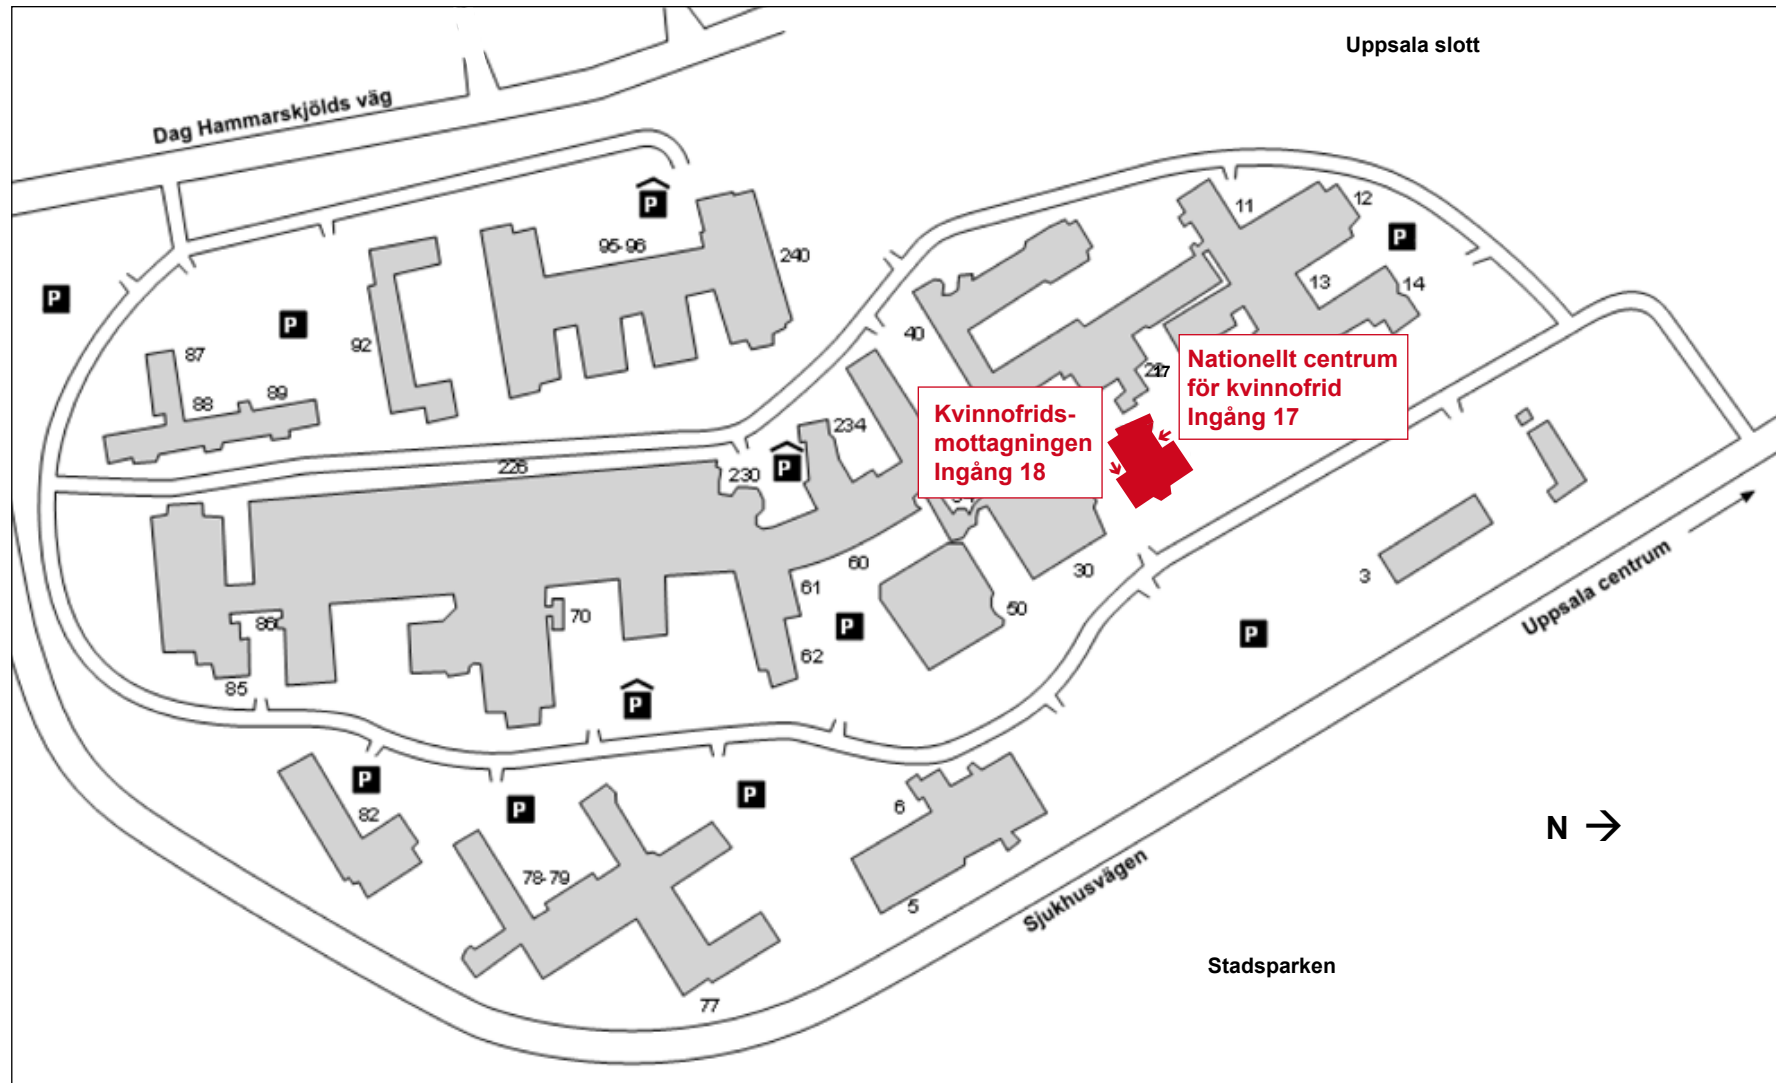 Uppsala slott
Dag Hammarskjölds väg
P
95-96
240
11
12
P
13
14
P
P
92
40
87
88
89
17
Nationellt centrum
för kvinnofrid
Ingång 17
Kvinnofrids-
mottagningen
Ingång 18
234
226
230
P
60
61
62
70
86
85
P
50
30
3
P
Uppsala centrum
P
P
82
P
P
78-79
77
6
5
Sjukhusvägen
N
Stadsparken